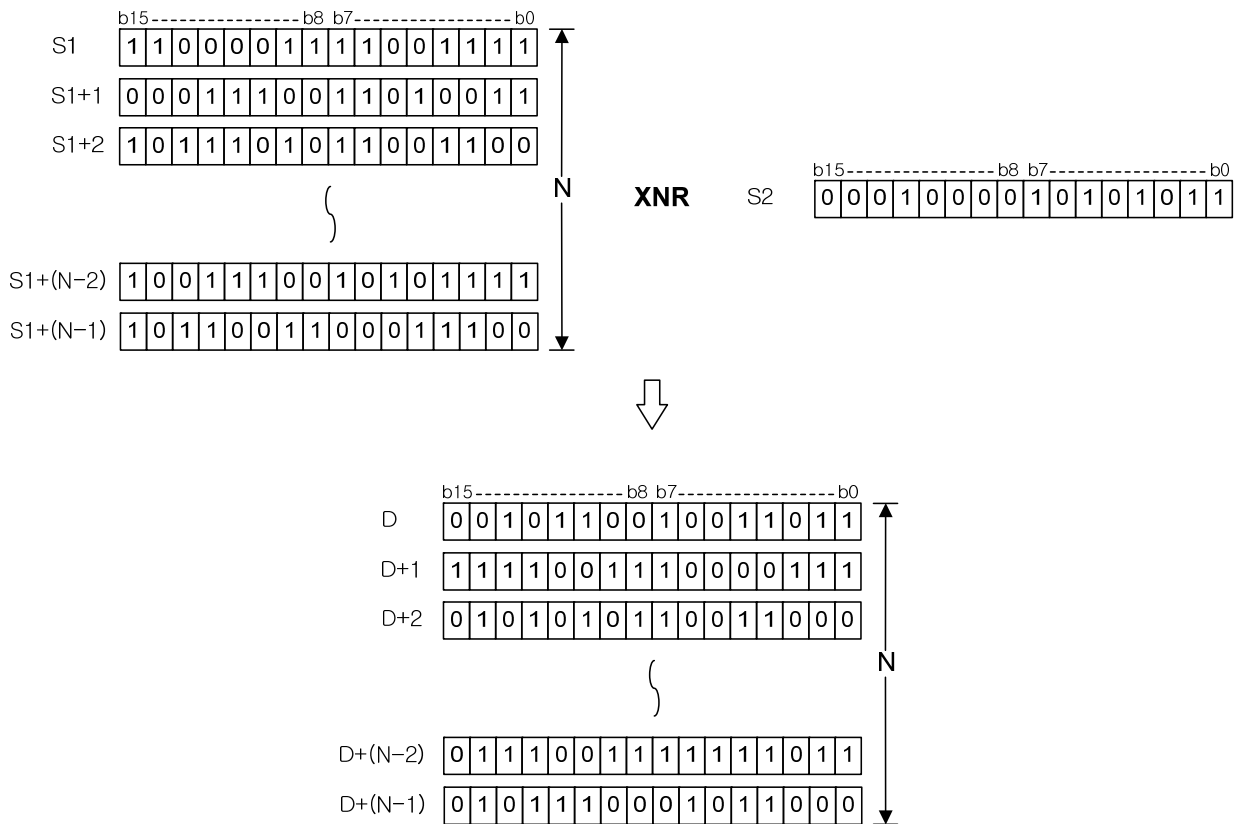 b15 b8 b7 b0
S1 1 1 0 0 0 0 1 1 1 1 0 0 1 1 1 1
S1+1 0 0 0 1 1 1 0 0 1 1 0 1 0 0 1 1
S1+2 1 0 1 1 1 0 1 0 1 1 0 0 1 1 0 0
N
XNR
b15 b8 b7 b0
S2 0 0 0 1 0 0 0 0 1 0 1 0 1 0 1 1
S1+(N-2) 1 0 0 1 1 1 0 0 1 0 1 0 1 1 1 1
S1+(N-1) 1 0 1 1 0 0 1 1 0 0 0 1 1 1 0 0
b15 b8 b7 b0
D 0 0 1 0 1 1 0 0 1 0 0 1 1 0 1 1
D+1 1 1 1 1 0 0 1 1 1 0 0 0 0 1 1 1
D+2 0 1 0 1 0 1 0 1 1 0 0 1 1 0 0 0
N
D+(N-2) 0 1 1 1 0 0 1 1 1 1 1 1 1 0 1 1
D+(N-1) 0 1 0 1 1 1 0 0 0 1 0 1 1 0 0 0